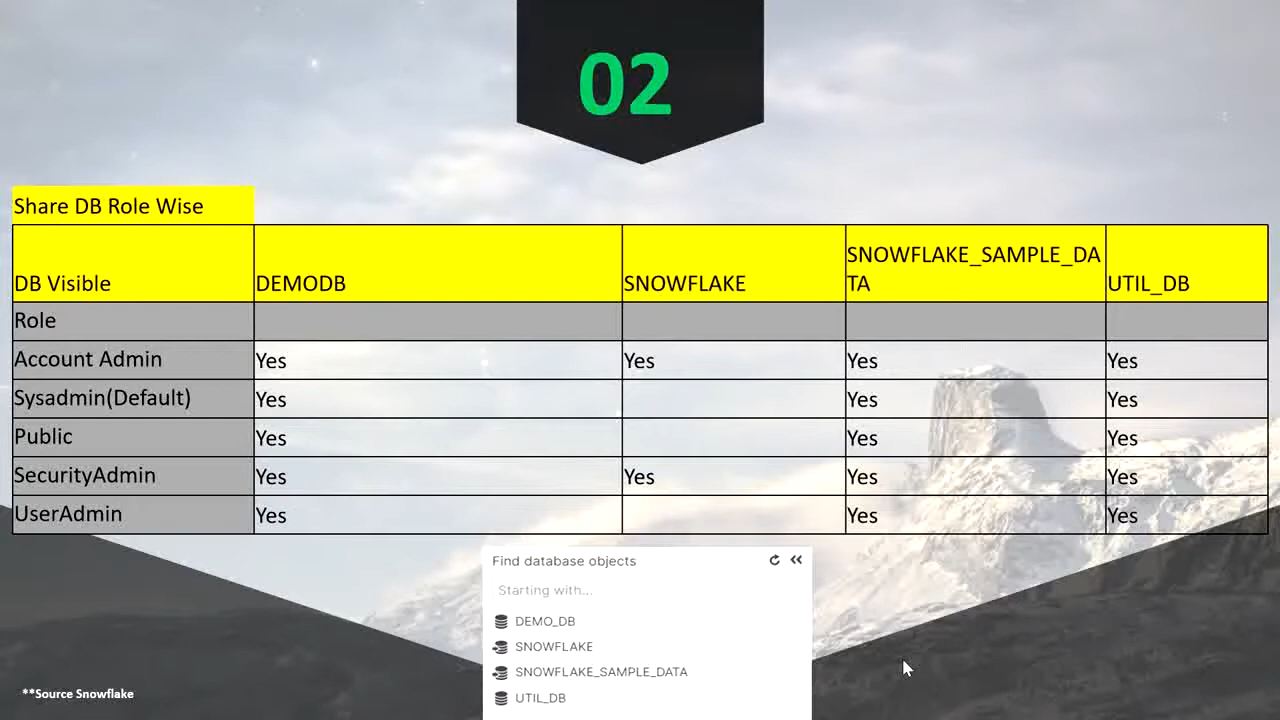 02
Share DB Role Wise
DB Visible DEMODB SNOWFLAKE SNOWFLAKE_SAMPLE_DA
TA UTIL_DB
Role
Account Admin Yes Yes Yes Yes
Sysadmin(Default) Yes Yes Yes
Public Yes Yes Yes
SecurityAdmin Yes Yes Yes Yes
UserAdmin Yes Yes Yes
Find database objects
Starting with...
DEMO_DB
SNOWFLAKE
SNOWFLAKE_SAMPLE_DATA
UTIL_DB
**Source Snowflake